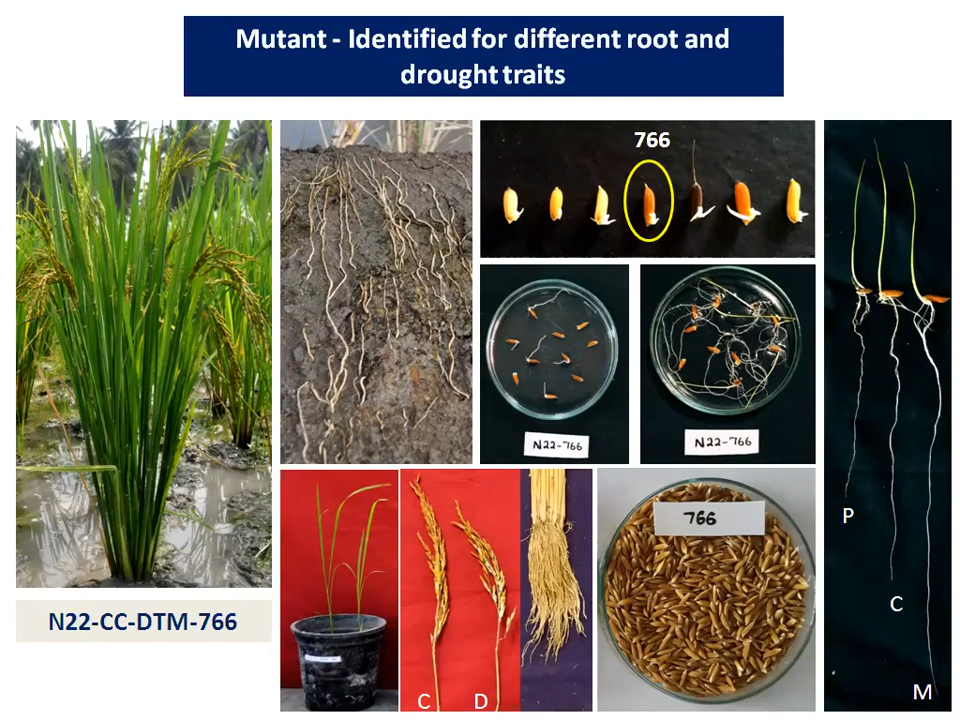 Mutant - Identified for different root and
drought traits
766
N22-766
N22-766
P
C
M
N22-CC-DTM-766
C
D
766